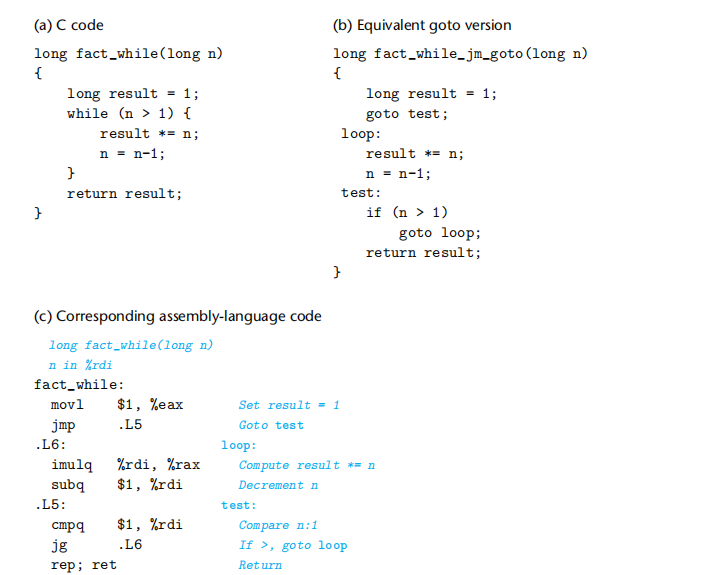 (a) C code
long fact_while(long n)
{
    long result = 1;
    while (n > 1) {
        result *= n;
        n = n-1;
    }
    return result;
}
(b) Equivalent goto version
long fact_while_jm_goto(long n)
{
    long result = 1;
    goto test;
 loop:
    result *= n;
    n = n-1;
 test:
    if (n > 1)
        goto loop;
    return result;
}
(c) Corresponding assembly-language code
long fact_while(long n)
n in %rdi
fact_while:
  movl    $1, %eax    Set result = 1
  jmp     .L5    Goto test
.L6:    loop:
  imulq   %rdi, %rax    Compute result *= n
  subq    $1, %rdi    Decrement n
.L5:    test:
  cmpq    $1, %rdi    Compare n:1
  jg      .L6    If >, goto loop
  rep; ret    Return